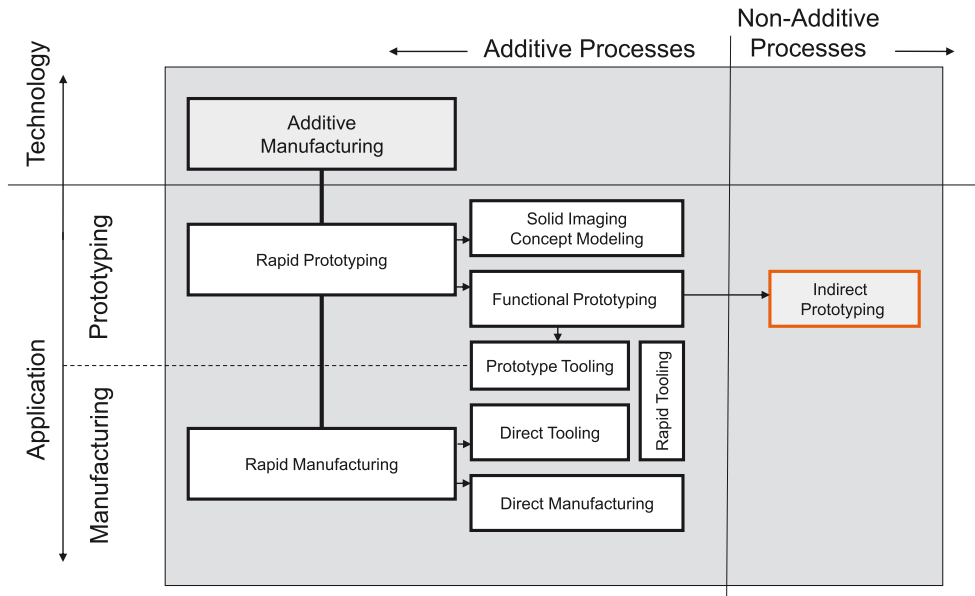 Non-Additive
Processes
Additive Processes
Technology
Additive
Manufacturing
Application
Prototyping
Rapid Prototyping
Solid Imaging
Concept Modeling
Functional Prototyping
Indirect
Prototyping
Prototype Tooling
Rapid Tooling
Manufacturing
Rapid Manufacturing
Direct Tooling
Direct Manufacturing